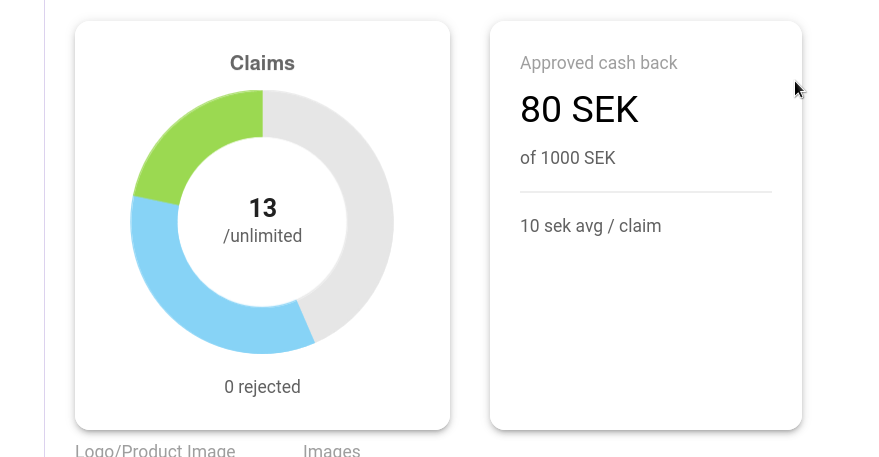 Claims
13
/unlimited
0 rejected
Approved cash back
80 SEK
of 1000 SEK
10 sek avg / claim
Logo/Product Image
Images